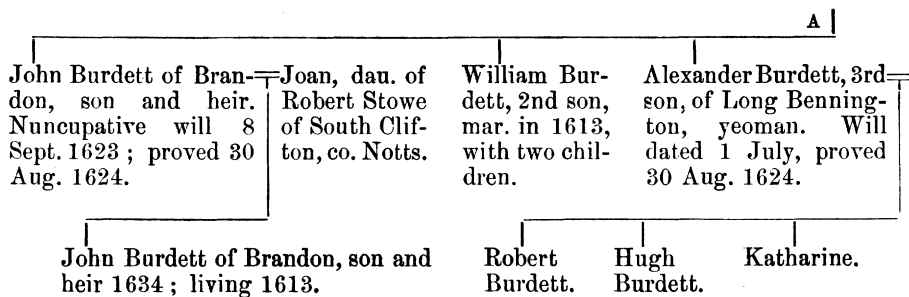 A
John Burdett of Bran-
don, son and heir.
Nuncupative will 8
Sept. 1623 ; proved 30
Aug. 1624.
Joan, dau. of
Robert Stowe
of South Clif-
ton, co. Notts.
William Bur-
dett, 2nd son,
mar. in 1613,
with two chil-
dren.
Alexander Burdett, 3rd
son, of Long Benning-
ton, yeoman. Will
dated 1 July, proved
30 Aug. 1624.
John Burdett of Brandon, son and
heir 1634 ; living 1613.
Robert
Burdett.
Hugh
Burdett.
Katharine.